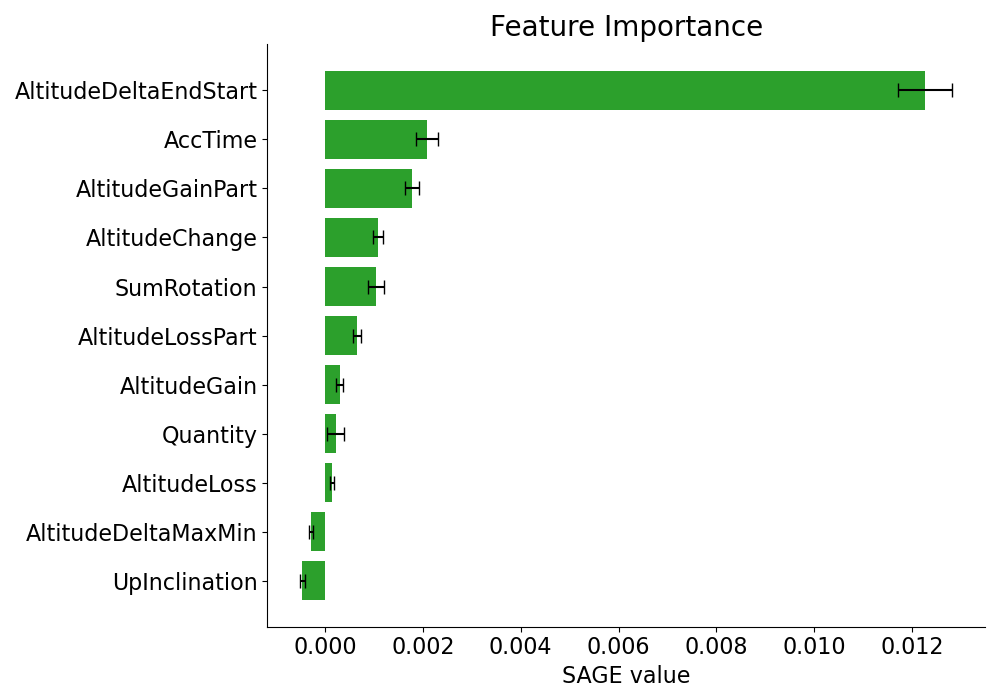 Feature Importance
AltitudeDeltaEndStart
AccTime
AltitudeGainPart
AltitudeChange
SumRotation
AltitudeLossPart
AltitudeGain
Quantity
AltitudeLoss
AltitudeDeltaMaxMin
UpInclination
0.000 0.002 0.004 0.006 0.008 0.010 0.012
SAGE value